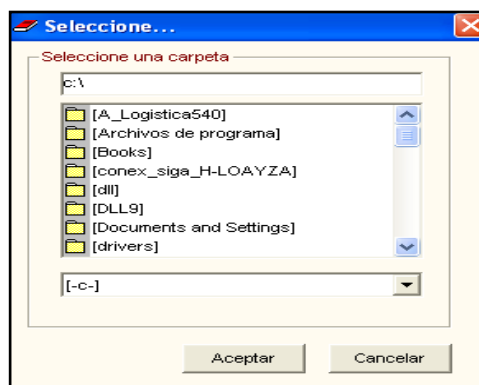 Seleccione...
Seleccione una carpeta
c:\
[A_Logistica540]
[Archivos de programa]
[Books]
[conex_siga_H-LOAYZA]
[dll]
[DLL9]
[Documents and Settings]
[drivers]
[-c-]
Aceptar Cancelar